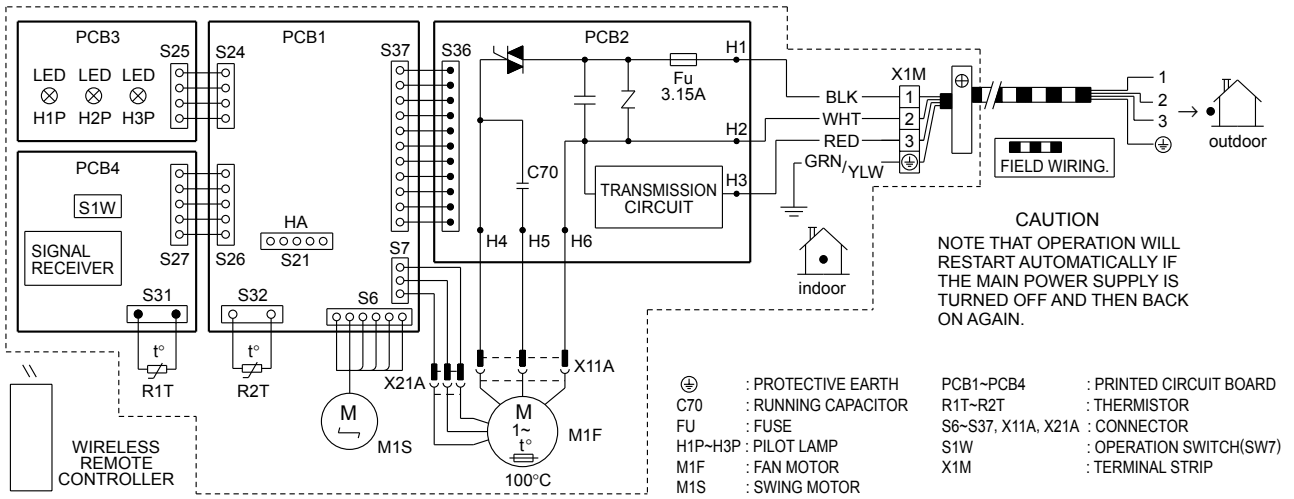 PCB3
LED LED LED
H1P H2P H3P
S25
S24
PCB1
S37
S36
PCB2
Fu
3.15A
H1
H2
H3
BLK
WHT
RED
GRN/YLW
X1M
1
2
3
1
2
3
outdoor
FIELD WIRING.
PCB4
S1W
SIGNAL
RECEIVER
S27
S26
HA
S21
S7
C70
TRANSMISSION
CIRCUIT
H4
H5
H6
indoor
CAUTION
NOTE THAT OPERATION WILL
RESTART AUTOMATICALLY IF
THE MAIN POWER SUPPLY IS
TURNED OFF AND THEN BACK
ON AGAIN.
S31
S32
S6
t°
R1T
t°
R2T
X21A
X11A
M
M1S
M
1~
t°
M1F
100°C
WIRELESS
REMOTE
CONTROLLER
: PROTECTIVE EARTH
C70 : RUNNING CAPACITOR
FU : FUSE
H1P~H3P : PILOT LAMP
M1F : FAN MOTOR
M1S : SWING MOTOR
PCB1~PCB4 : PRINTED CIRCUIT BOARD
R1T~R2T : THERMISTOR
S6~S37, X11A, X21A : CONNECTOR
S1W : OPERATION SWITCH(SW7)
X1M : TERMINAL STRIP